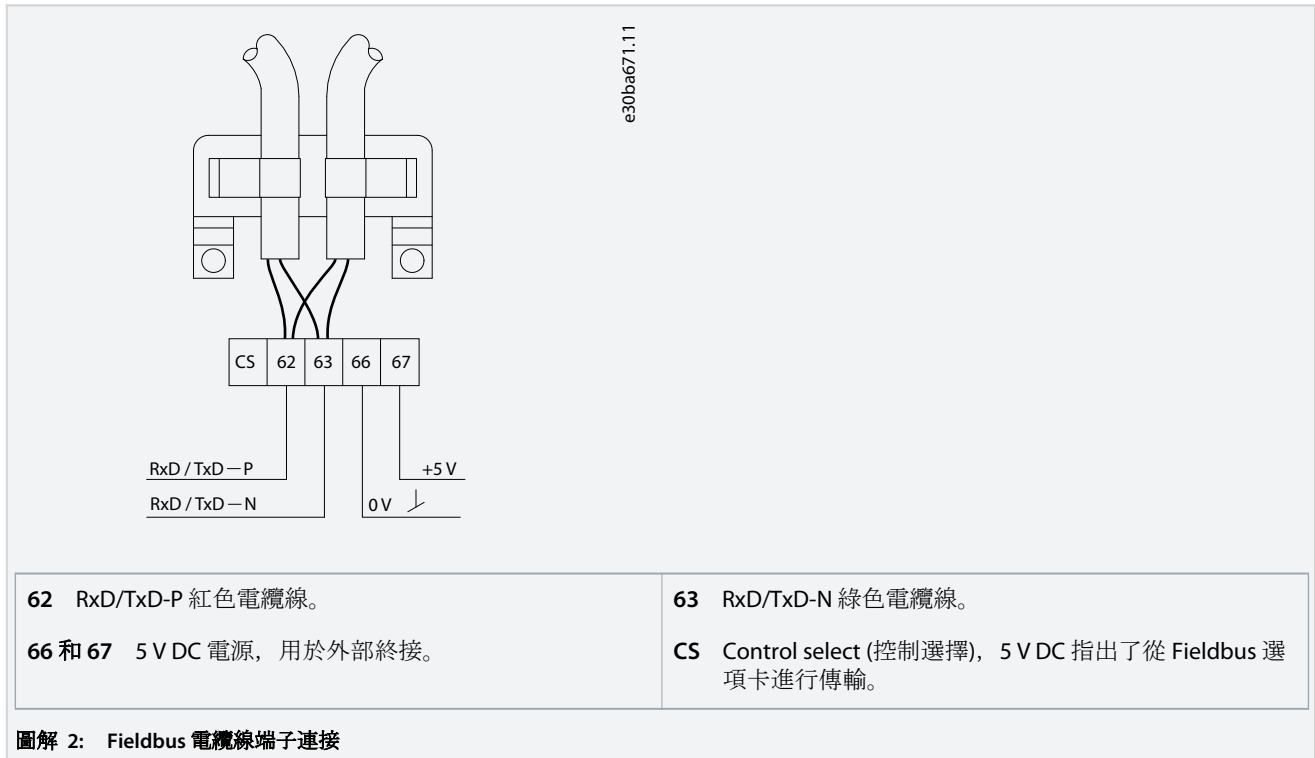 e30ba671.11
CS 62 63 66 67
RxD / TxD－P
+5 V
RxD / TxD－N
0 V
62 RxD/TxD-P 紅色電纜線。
63 RxD/TxD-N 綠色電纜線。
66 和 67 5 V DC 電源，用於外部終接。
CS Control select (控制選擇)，5 V DC 指出了從 Fieldbus 選
項卡進行傳輸。
圖解 2: Fieldbus 電纜線端子連接